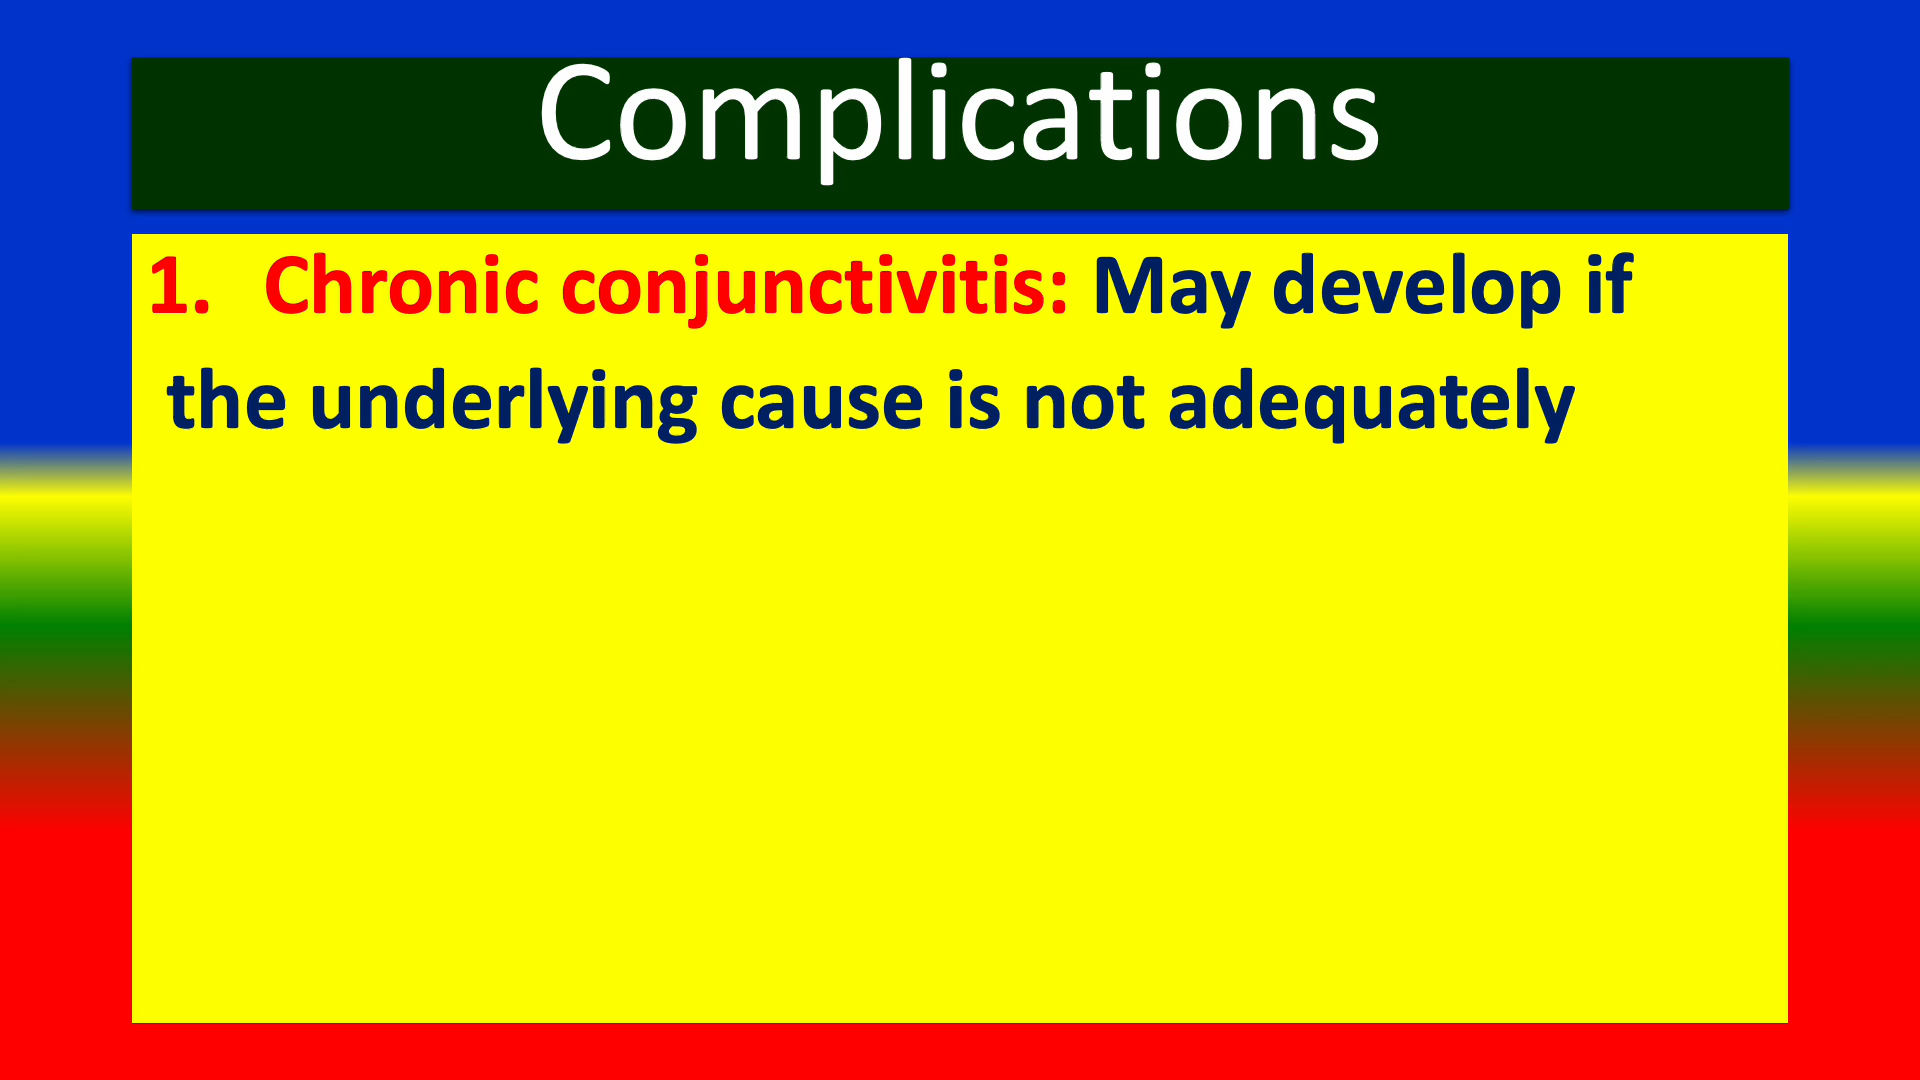 Complications
1. Chronic conjunctivitis: May develop if
the underlying cause is not adequately